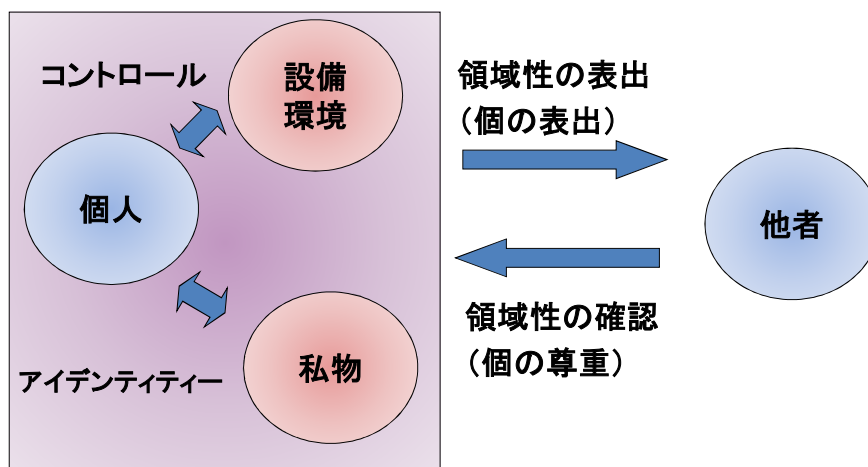 コントロール
設備
環境
個人
私物
アイデンティティー
領域性の表出
（個の表出）
他者
領域性の確認
（個の尊重）